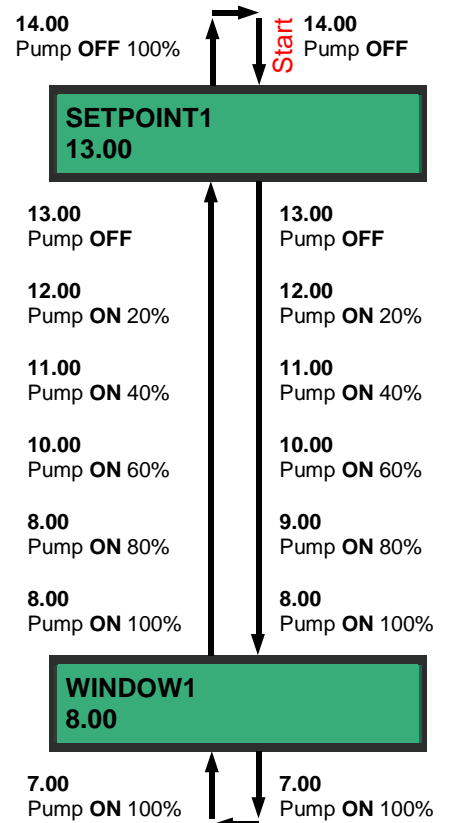 14.00
Pump OFF 100%
Start
14.00
Pump OFF
SETPOINT1
13.00
13.00
Pump OFF
13.00
Pump OFF
12.00
Pump ON 20%
12.00
Pump ON 20%
11.00
Pump ON 40%
11.00
Pump ON 40%
10.00
Pump ON 60%
10.00
Pump ON 60%
8.00
Pump ON 80%
9.00
Pump ON 80%
8.00
Pump ON 100%
8.00
Pump ON 100%
WINDOW1
8.00
7.00
Pump ON 100%
7.00
Pump ON 100%